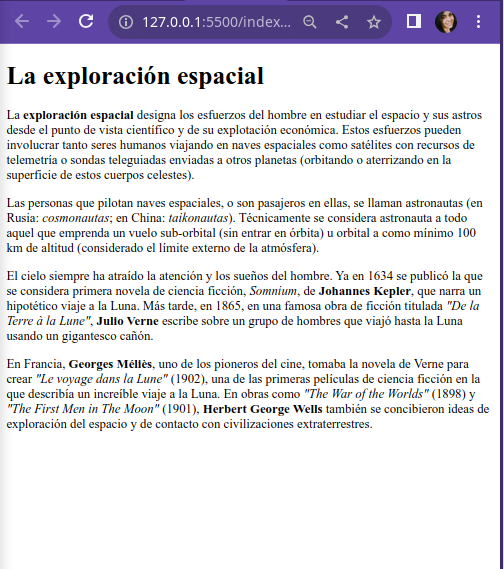 127.0.0.1:5500/index...
La exploración espacial
La exploración espacial designa los esfuerzos del hombre en estudiar el espacio y sus astros
desde el punto de vista científico y de su explotación económica. Estos esfuerzos pueden
involucrar tanto seres humanos viajando en naves espaciales como satélites con recursos de
telemetría o sondas teleguiadas enviadas a otros planetas (orbitando o aterrizando en la
superficie de estos cuerpos celestes).
Las personas que pilotan naves espaciales, o son pasajeros en ellas, se llaman astronautas (en
Rusia: cosmonautas; en China: taikonautas). Técnicamente se considera astronauta a todo
aquel que emprenda un vuelo sub-orbital (sin entrar en órbita) u orbital a como mínimo 100
km de altitud (considerado el límite externo de la atmósfera).
El cielo siempre ha atraído la atención y los sueños del hombre. Ya en 1634 se publicó la que
se considera primera novela de ciencia ficción, Somnium, de Johannes Kepler, que narra un
hipotético viaje a la Luna. Más tarde, en 1865, en una famosa obra de ficción titulada "De la
Terre à la Lune", Julio Verne escribe sobre un grupo de hombres que viajó hasta la Luna
usando un gigantesco cañón.
En Francia, Georges Méliès, uno de los pioneros del cine, tomaba la novela de Verne para
crear "Le voyage dans la Lune" (1902), una de las primeras películas de ciencia ficción en la
que describía un increíble viaje a la Luna. En obras como "The War of the Worlds" (1898) y
"The First Men in The Moon" (1901), Herbert George Wells también se concibieron ideas de
exploración del espacio y de contacto con civilizaciones extraterrestres.